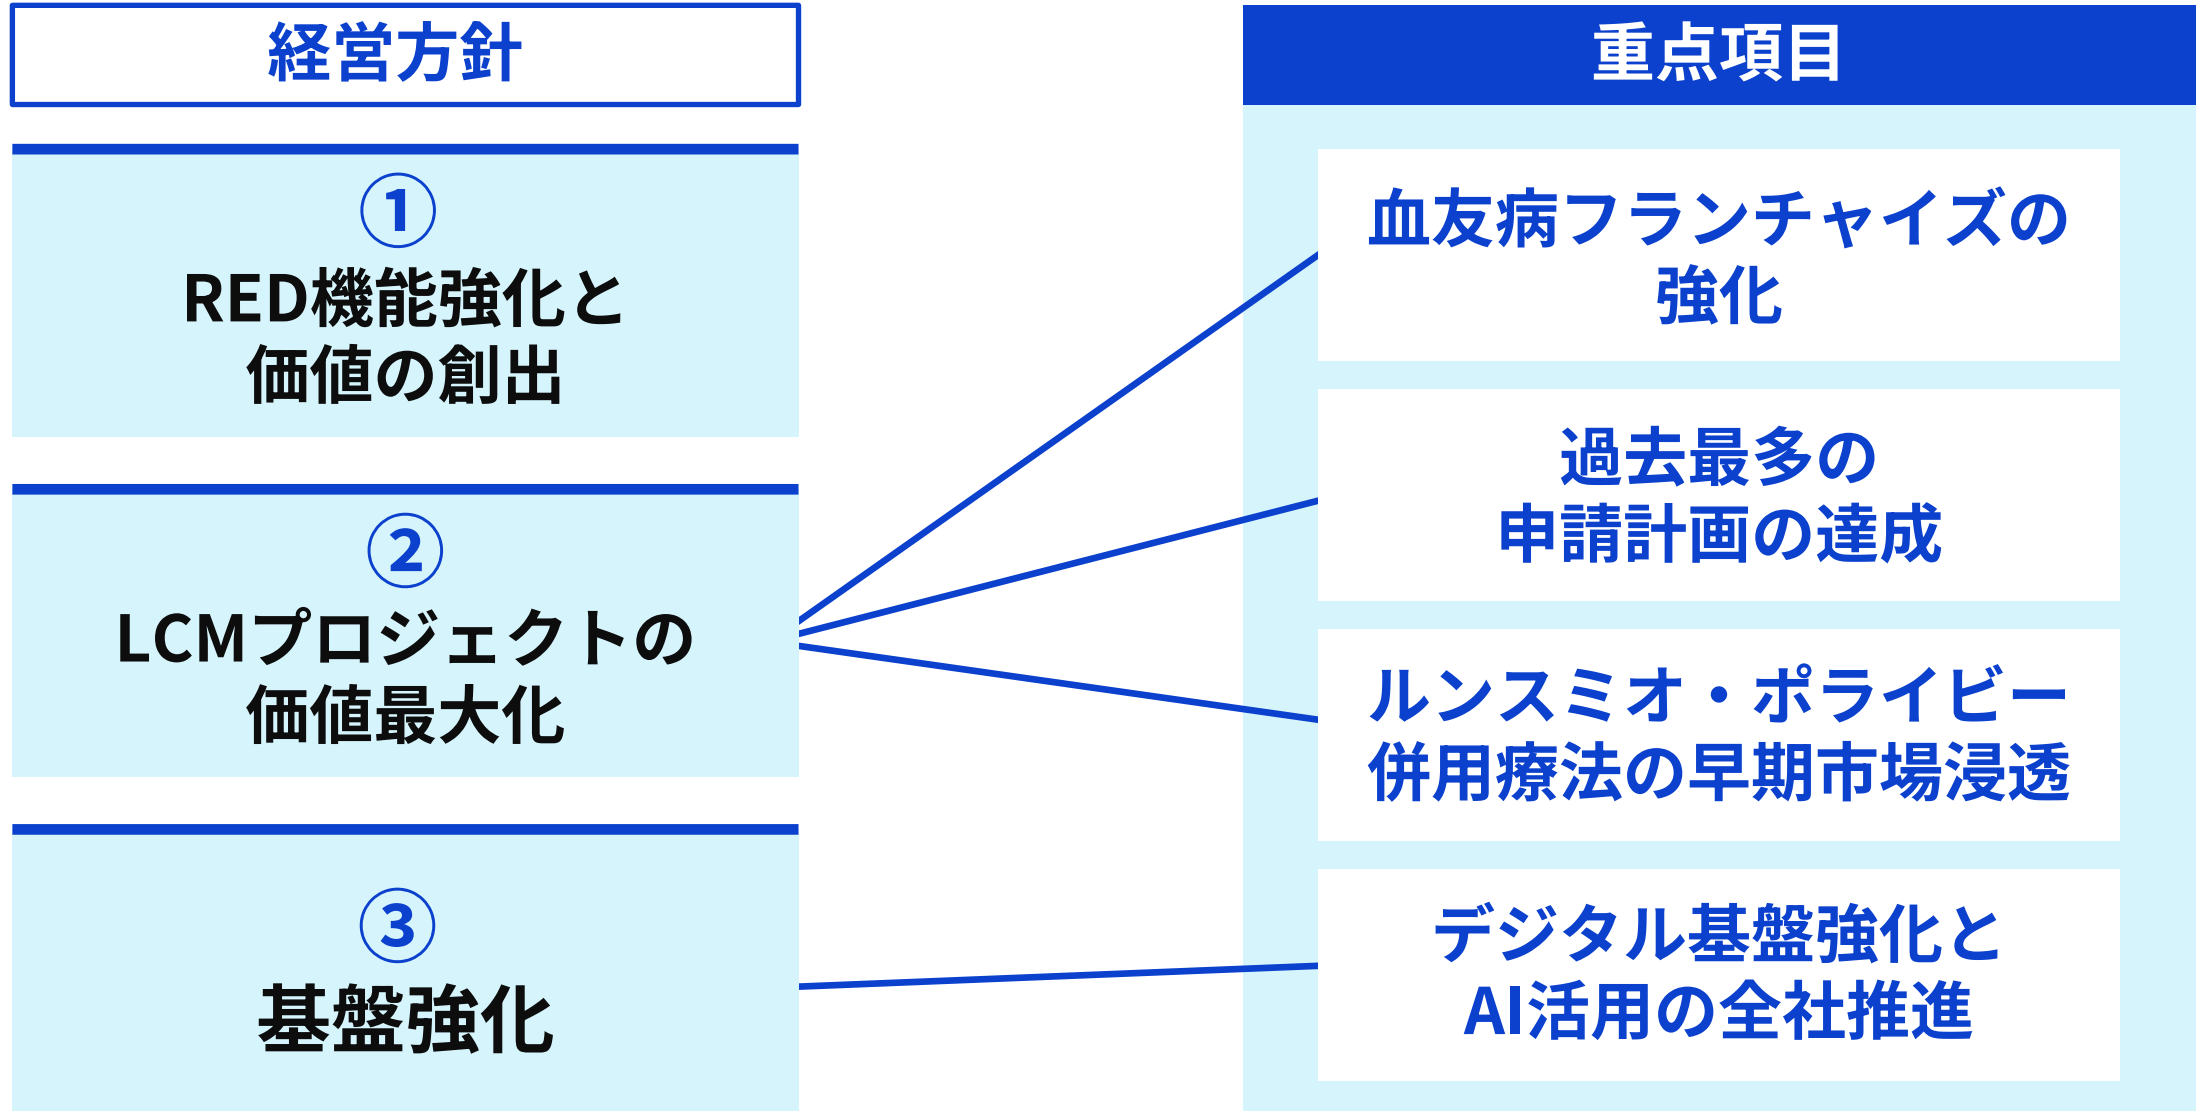 経営方針
①
RED機能強化と
価値の創出
②
LCMプロジェクトの
価値最大化
③
基盤強化
重点項目
血友病フランチャイズの
強化
過去最多の
申請計画の達成
ルンスミオ・ポライビー
併用療法の早期市場浸透
デジタル基盤強化と
AI活用の全社推進